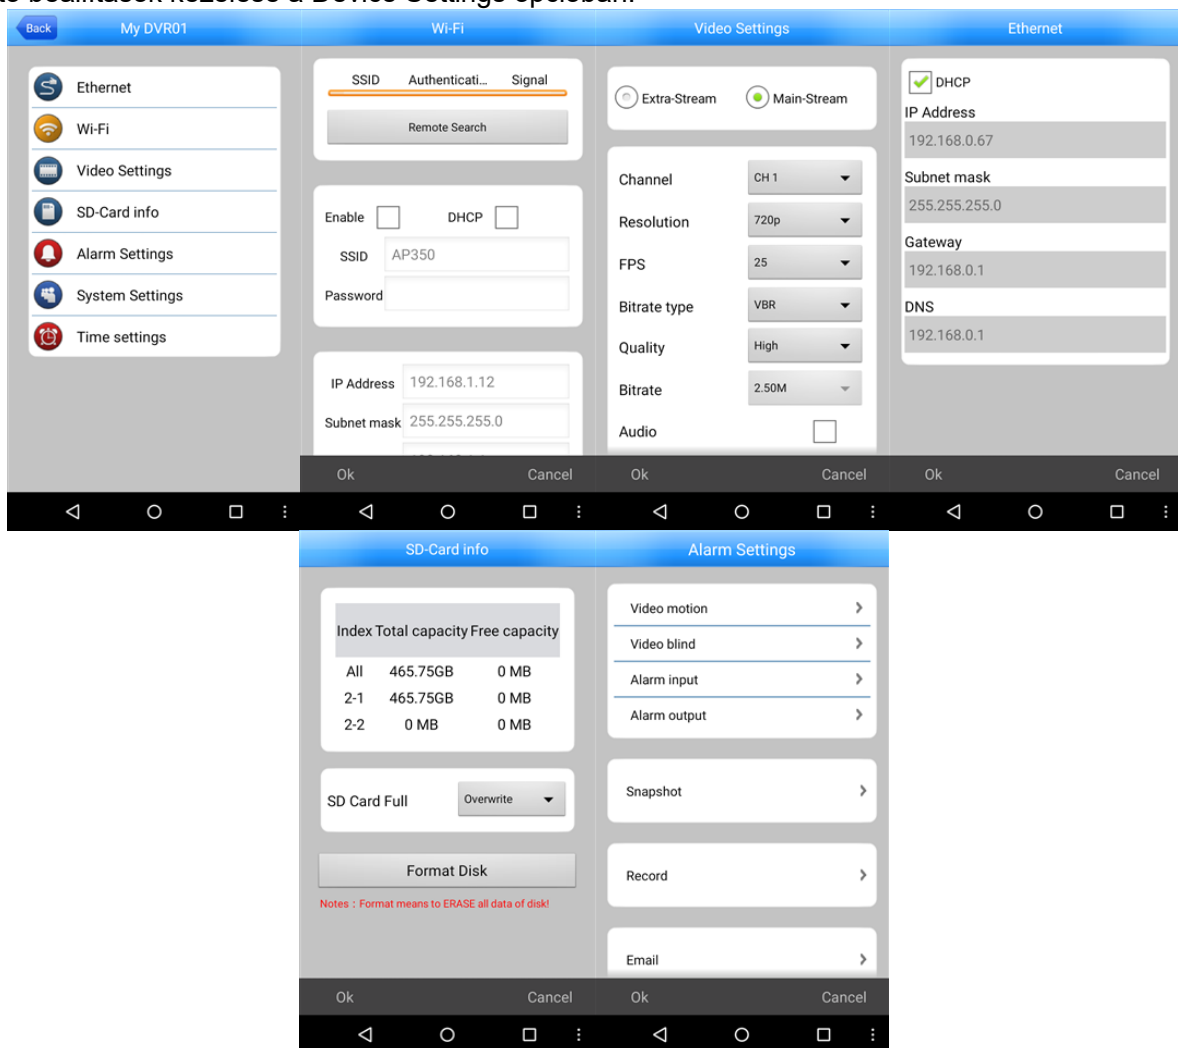 beállítások kezelése a Device Settings
Back
My DVR01
Ethernet
Wi-Fi
Video Settings
SD-Card info
Alarm Settings
System Settings
Time settings
Wi-Fi
SSID Authenticati... Signal
Remote Search
Enable DHCP
SSID AP350
Password
IP Address 192.168.1.12
Subnet mask 255.255.255.0
Ok Cancel
Video Settings
Extra-Stream Main-Stream
Channel CH 1
Resolution 720p
FPS 25
Bitrate type VBR
Quality High
Bitrate 2.50M
Audio
Ok Cancel
Ethernet
DHCP
IP Address
192.168.0.67
Subnet mask
255.255.255.0
Gateway
192.168.0.1
DNS
192.168.0.1
Ok Cancel
SD-Card info
Index Total capacity Free capacity
All 465.75GB 0 MB
2-1 465.75GB 0 MB
2-2 0 MB 0 MB
SD Card Full Overwrite
Format Disk
Notes : Format means to ERASE all data of disk!
Ok Cancel
Alarm Settings
Video motion
Video blind
Alarm input
Alarm output
Snapshot
Record
Email
Ok Cancel